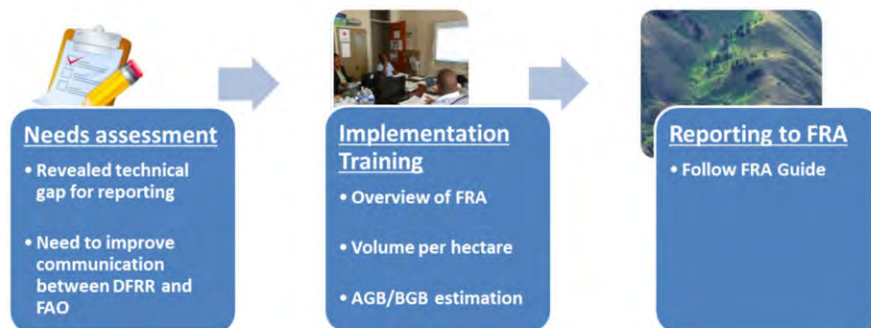 Needs assessment
• Revealed technical
gap for reporting
• Need to improve
communication
between DFRR and
FAO
Implementation
Training
• Overview of FRA
• Volume per hectare
• AGB/BGB estimation
Reporting to FRA
• Follow FRA Guide